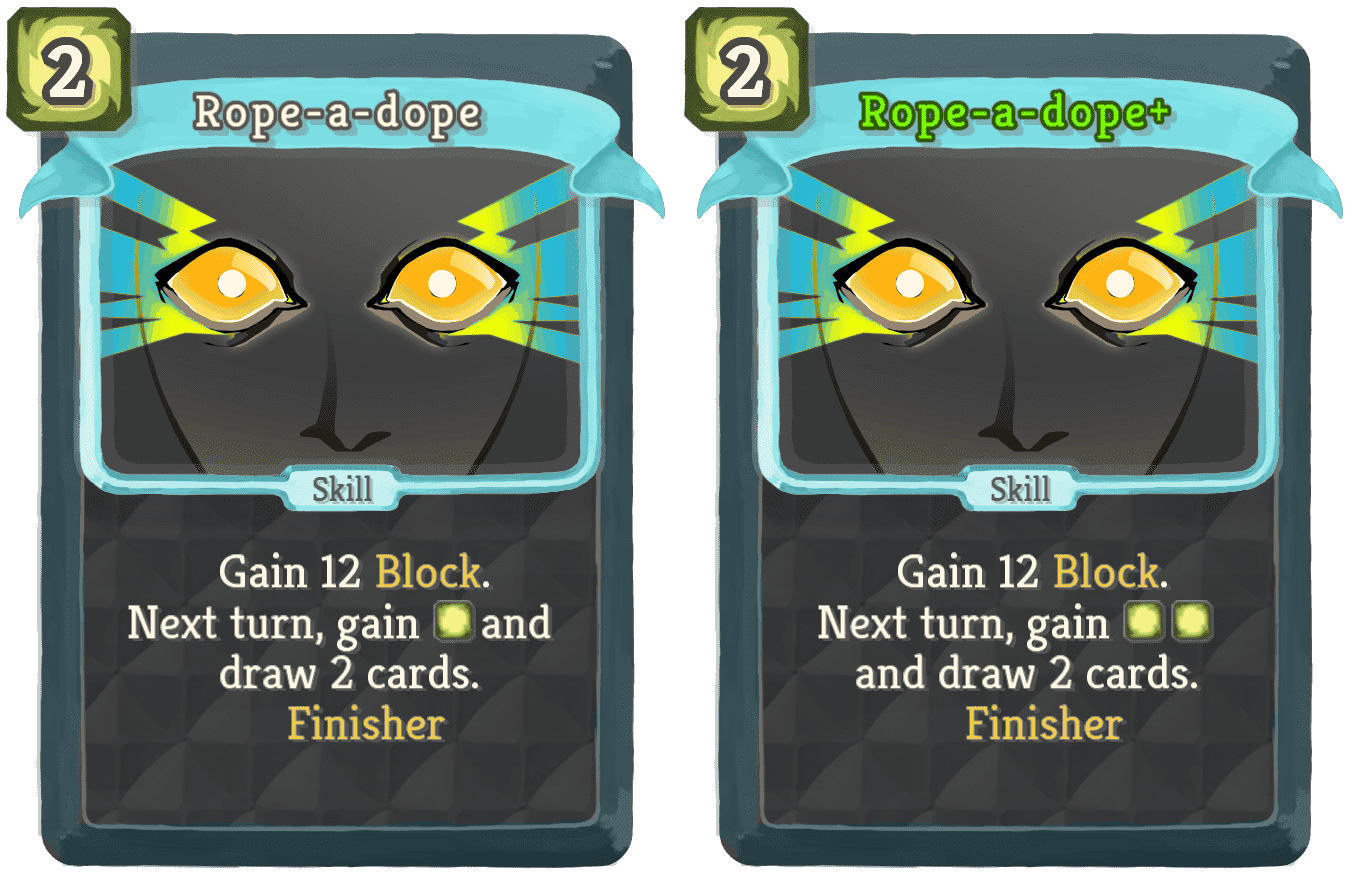 2
Rope-a-dope
Skill
Gain 12 Block.
Next turn, gain and
draw 2 cards.
Finisher
2
Rope-a-dope+
Skill
Gain 12 Block.
Next turn, gain
and draw 2 cards.
Finisher